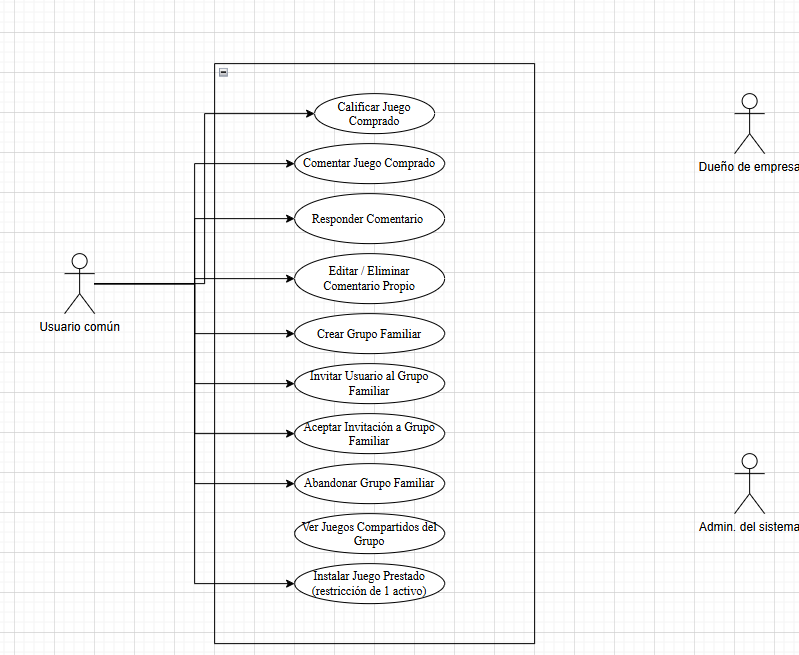 Calificar Juego
Comprado
Comentar Juego Comprado
Responder Comentario
Editar / Eliminar
Comentario Propio
Crear Grupo Familiar
Invitar Usuario al Grupo
Familiar
Aceptar Invitación a Grupo
Familiar
Abandonar Grupo Familiar
Ver Juegos Compartidos del
Grupo
Instalar Juego Prestado
(restricción de 1 activo)
Usuario común
Dueño de empresa
Admin. del sistema